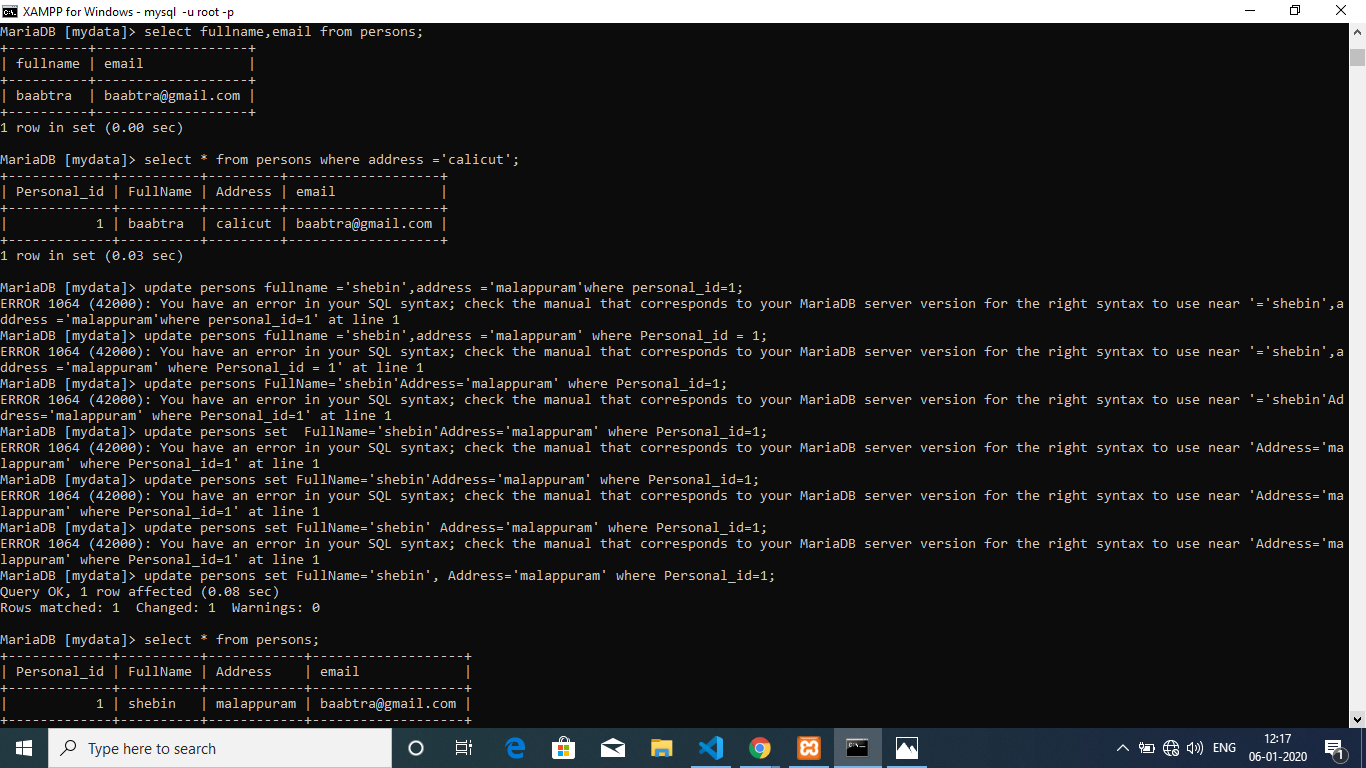 XAMPP for Windows - mysql  -u root -p
MariaDB [mydata]> select fullname,email from persons;
+----------+-------------------+
| fullname | email             |
+----------+-------------------+
| baabtra  | baabtra@gmail.com |
+----------+-------------------+
1 row in set (0.00 sec)
MariaDB [mydata]> select * from persons where address ='calicut';
+-------------+----------+---------+-------------------+
| Personal_id | FullName | Address | email             |
+-------------+----------+---------+-------------------+
|           1 | baabtra  | calicut | baabtra@gmail.com |
+-------------+----------+---------+-------------------+
1 row in set (0.03 sec)
MariaDB [mydata]> update persons fullname ='shebin',address ='malappuram'where personal_id=1;
ERROR 1064 (42000): You have an error in your SQL syntax; check the manual that corresponds to your MariaDB server version for the right syntax to use near '='shebin',a
ddress ='malappuram'where personal_id=1' at line 1
MariaDB [mydata]> update persons fullname ='shebin',address ='malappuram' where Personal_id = 1;
ERROR 1064 (42000): You have an error in your SQL syntax; check the manual that corresponds to your MariaDB server version for the right syntax to use near '='shebin',a
ddress ='malappuram' where Personal_id = 1' at line 1
MariaDB [mydata]> update persons FullName='shebin'Address='malappuram' where Personal_id=1;
ERROR 1064 (42000): You have an error in your SQL syntax; check the manual that corresponds to your MariaDB server version for the right syntax to use near '='shebin'Ad
dress='malappuram' where Personal_id=1' at line 1
MariaDB [mydata]> update persons set  FullName='shebin'Address='malappuram' where Personal_id=1;
ERROR 1064 (42000): You have an error in your SQL syntax; check the manual that corresponds to your MariaDB server version for the right syntax to use near 'Address='ma
lappuram' where Personal_id=1' at line 1
MariaDB [mydata]> update persons set FullName='shebin'Address='malappuram' where Personal_id=1;
ERROR 1064 (42000): You have an error in your SQL syntax; check the manual that corresponds to your MariaDB server version for the right syntax to use near 'Address='ma
lappuram' where Personal_id=1' at line 1
MariaDB [mydata]> update persons set FullName='shebin' Address='malappuram' where Personal_id=1;
ERROR 1064 (42000): You have an error in your SQL syntax; check the manual that corresponds to your MariaDB server version for the right syntax to use near 'Address='ma
lappuram' where Personal_id=1' at line 1
MariaDB [mydata]> update persons set FullName='shebin', Address='malappuram' where Personal_id=1;
Query OK, 1 row affected (0.08 sec)
Rows matched: 1  Changed: 1  Warnings: 0
MariaDB [mydata]> select * from persons;
+-------------+----------+------------+-------------------+
| Personal_id | FullName | Address    | email             |
+-------------+----------+------------+-------------------+
|           1 | shebin   | malappuram | baabtra@gmail.com |
+-------------+----------+------------+-------------------+
Type here to search
ENG
12:17
06-01-2020
1